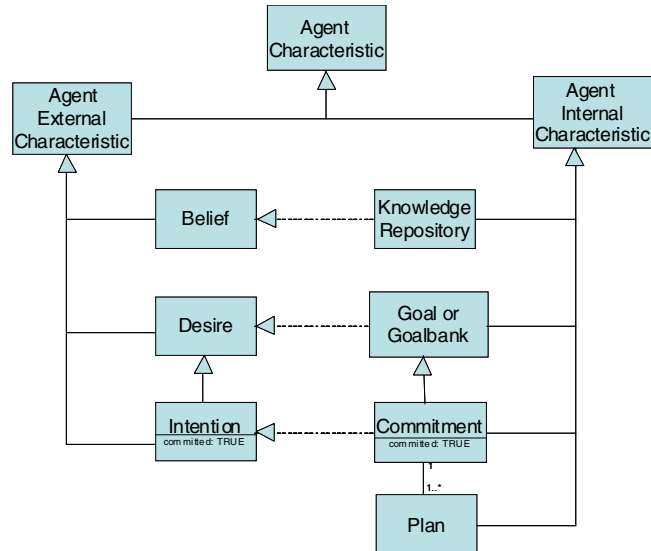 Agent
Characteristic
Agent
External
Characteristic
Agent
Internal
Characteristic
Belief
Knowledge
Repository
Desire
Goal or
Goalbank
Intention
committed: TRUE
Commitment
committed: TRUE
1
1..*
Plan